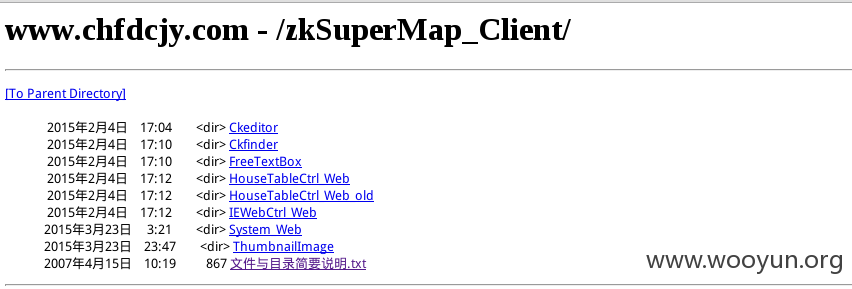 www.chfdcjy.com - /zkSuperMap_Client/
[To Parent Directory]
2015年2月4日 17:04 <dir> Ckeditor
2015年2月4日 17:10 <dir> Ckfinder
2015年2月4日 17:10 <dir> FreeTextBox
2015年2月4日 17:12 <dir> HouseTableCtrl_Web
2015年2月4日 17:12 <dir> HouseTableCtrl_Web_old
2015年2月4日 17:12 <dir> IEWebCtrl_Web
2015年3月23日 3:21 <dir> System_Web
2015年3月23日 23:47 <dir> ThumbnailImage
2007年4月15日 10:19 867 文件与目录简要说明.txt
www.wooyun.org